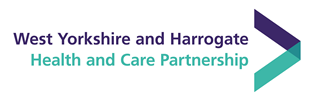 West Yorkshire and Harrogate
Health and Care Partnership